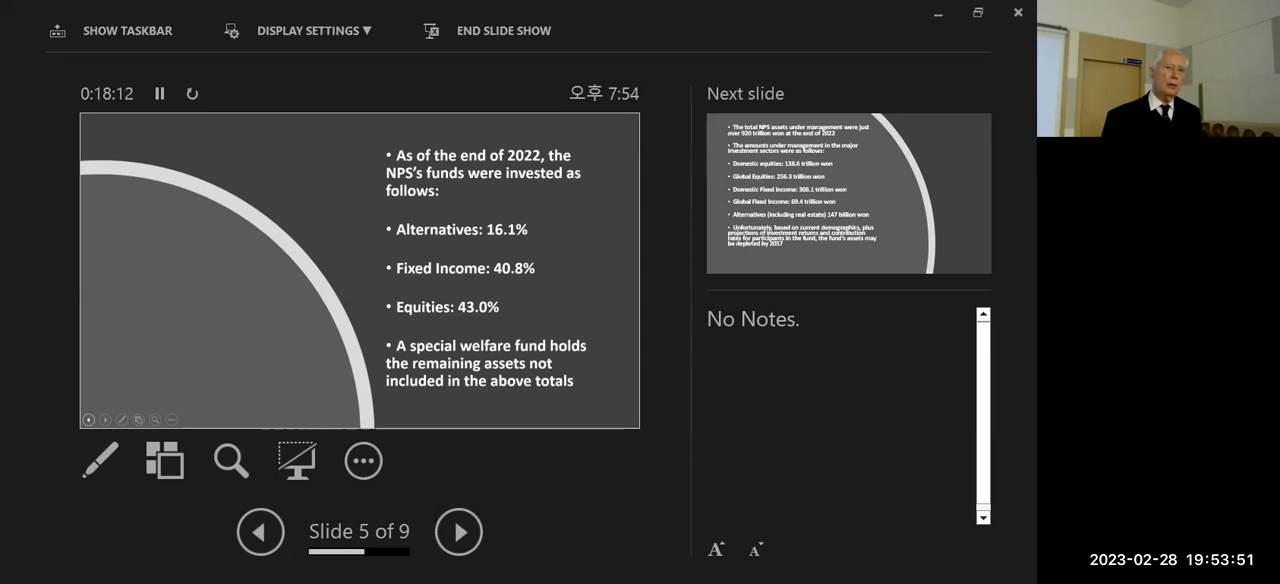 SHOW TASKBAR
DISPLAY SETTINGS ▼
END SLIDE SHOW
0:18:12
오후 7:54
• As of the end of 2022, the
NPS's funds were invested as
follows:
• Alternatives: 16.1%
• Fixed Income: 40.8%
• Equities: 43.0%
• A special welfare fund holds
the remaining assets not
included in the above totals
Slide 5 of 9
Next slide
• The total NPS assets under management were just
over 920 trillion won at the end of 2022
• The amounts under management in the major
investment sectors were as follows:
• Domestic equities: 138.6 trillion won
• Global Equities: 256.3 trillion won
• Domestic Fixed Income: 308.1 trillion won
• Global Fixed Income: 69.4 trillion won
• Alternatives (including real estate) 147 billion won
• Unfortunately, based on current demographics, plus
projections of investment returns and contribution
rates for participants in the fund, the fund's assets may
be depleted by 2057
No Notes.
A A
2023-02-28 19:53:51